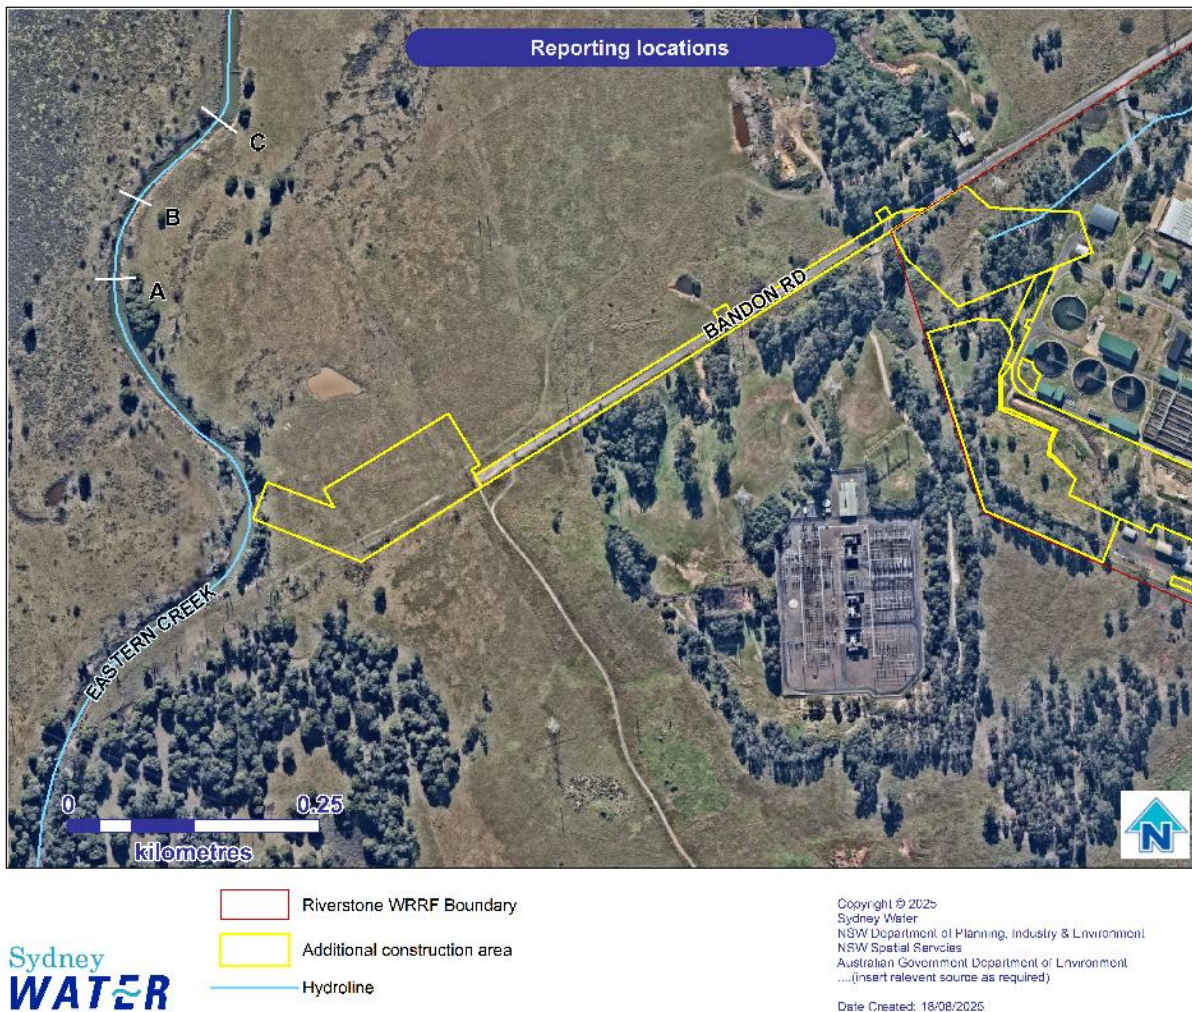 Reporting locations
C
B
A
BANDON RD
EASTERN CREEK
0 0.25
kilometres
N
Riverstone WRRF Boundary
Additional construction area
Hydroline
Sydney
WATER
Copyright © 2025
Sydney Water
NSW Department of Planning, Industry & Environment
NSW Spatial Servcies
Australian Government Department of Environment
....(insert relevent source as required)
Date Created: 18/08/2025